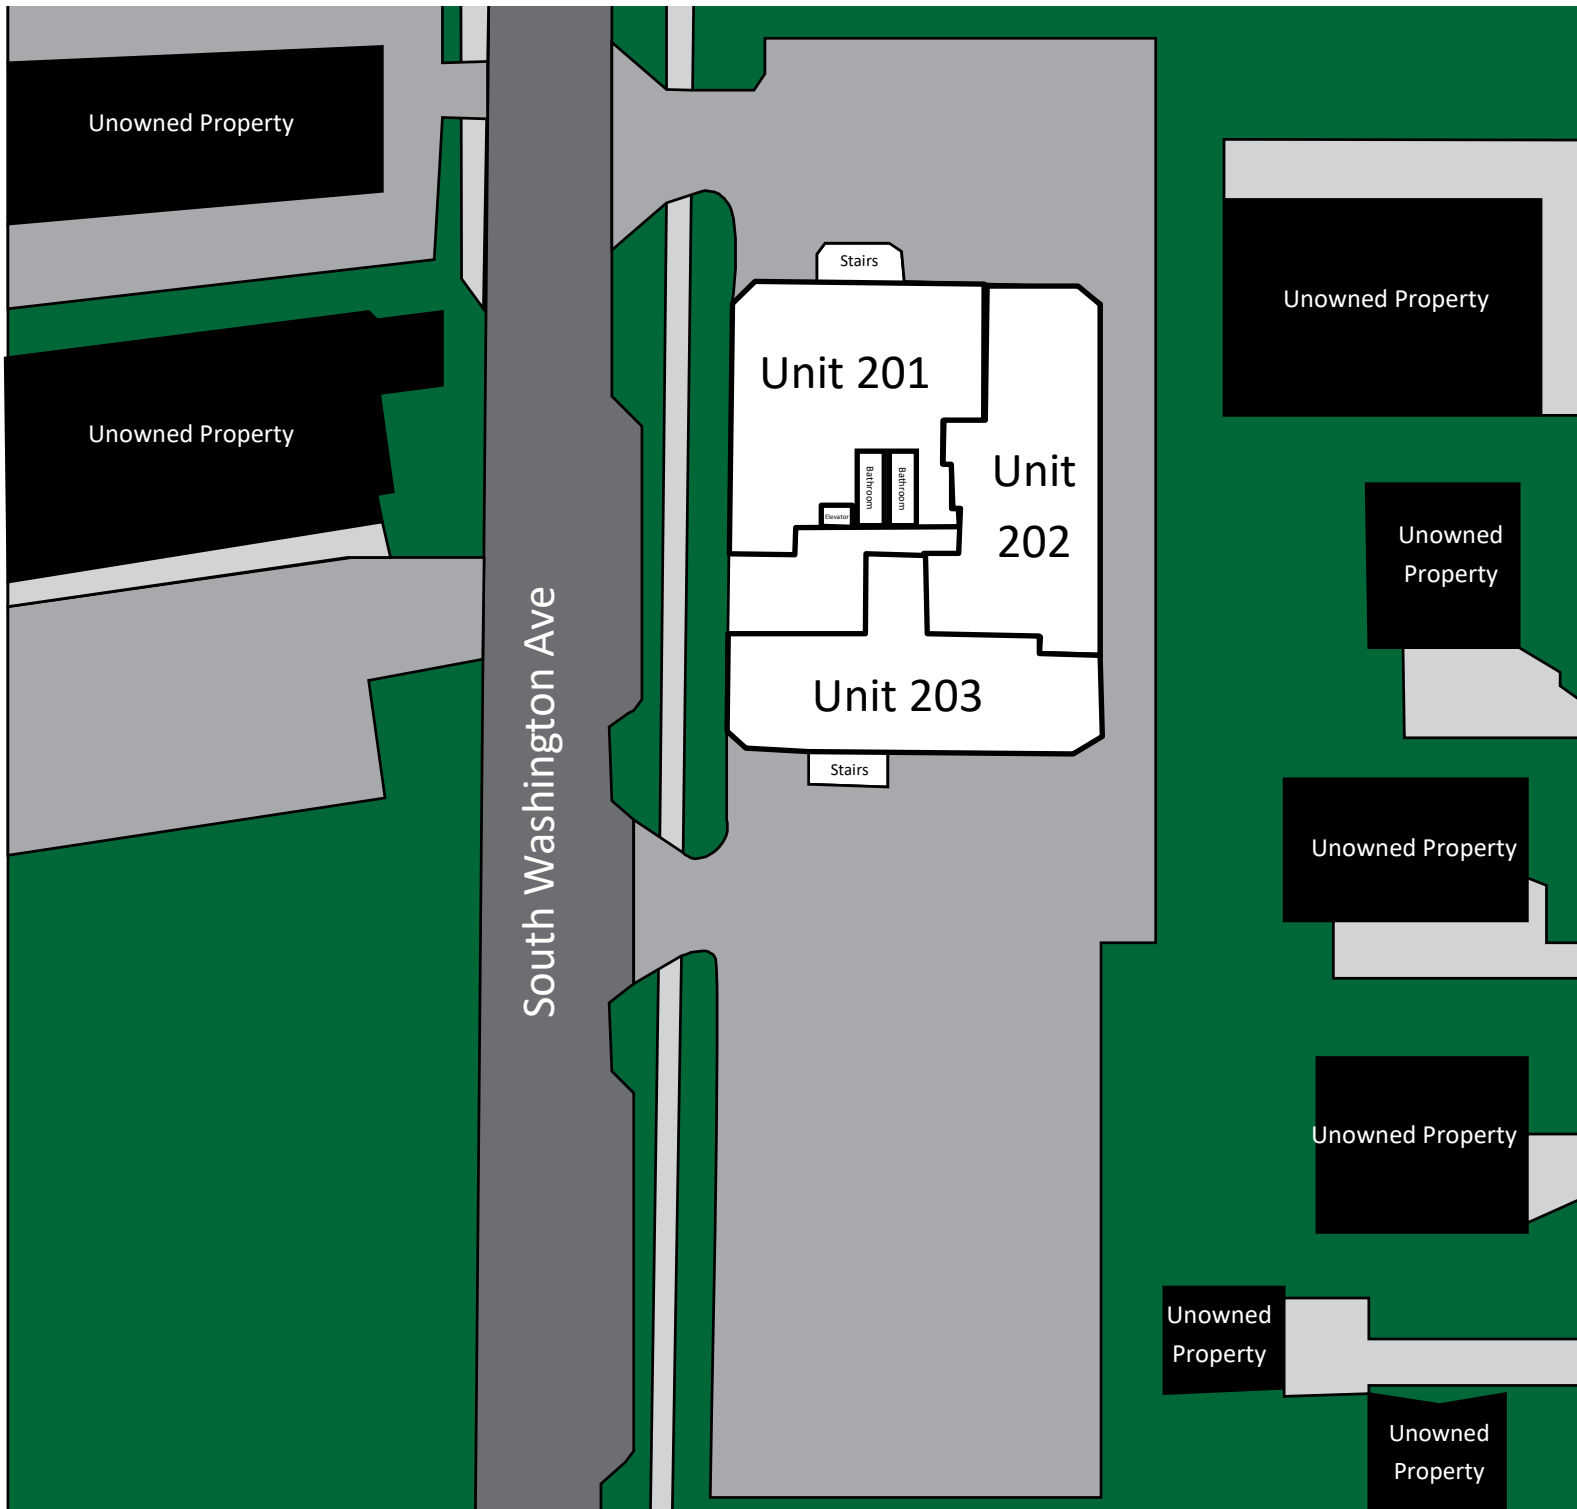 Unowned Property
Unowned Property
South Washington Ave
Stairs
Unit 201
Bathroom
Bathroom
Elevator
Unit
202
Unit 203
Stairs
Unowned Property
Unowned
Property
Unowned Property
Unowned Property
Unowned
Property
Unowned
Property